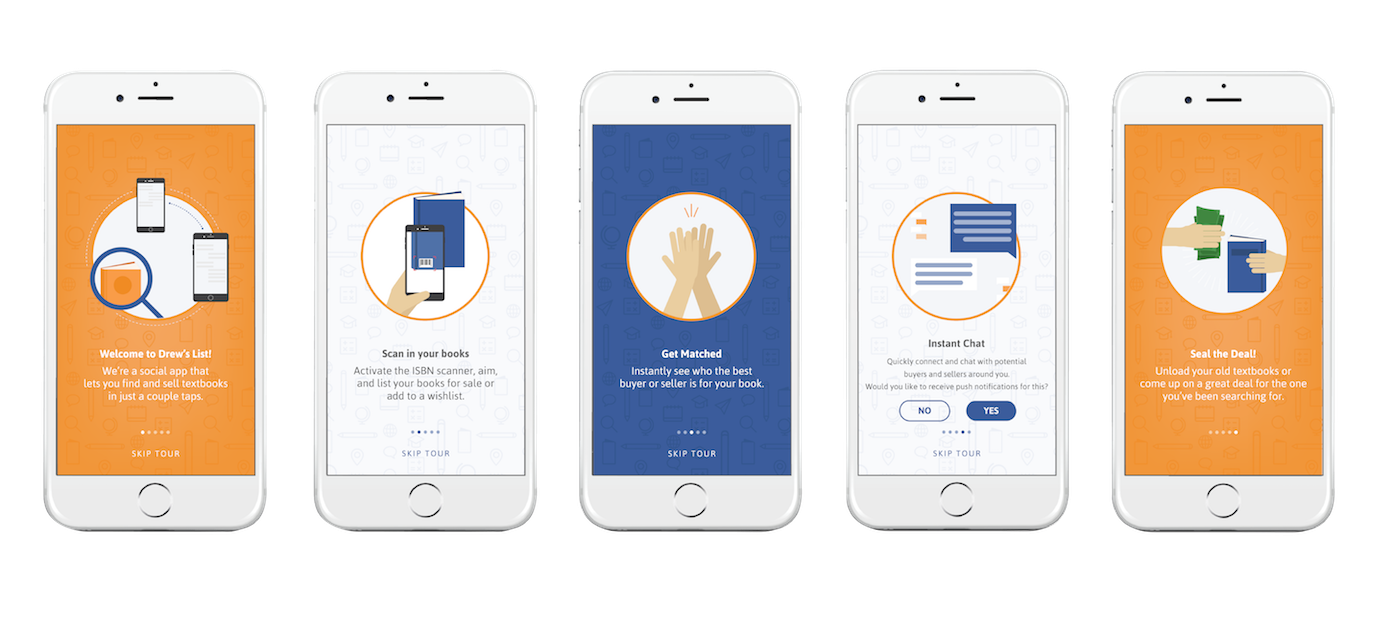 Welcome to Drew's List!
We're a social app that
lets you find and sell textbooks
in just a couple taps.
SKIP TOUR
Scan in your books
Activate the ISBN scanner, aim,
and list your books for sale or
add to a wishlist.
SKIP TOUR
Get Matched
Instantly see who the best
buyer or seller is for your book.
SKIP TOUR
Instant Chat
Quickly connect and chat with potential
buyers and sellers around you.
Would you like to receive push notifications for this?
NO YES
SKIP TOUR
Seal the Deal!
Unload your old textbooks or
come up on a great deal for the one
you've been searching for.